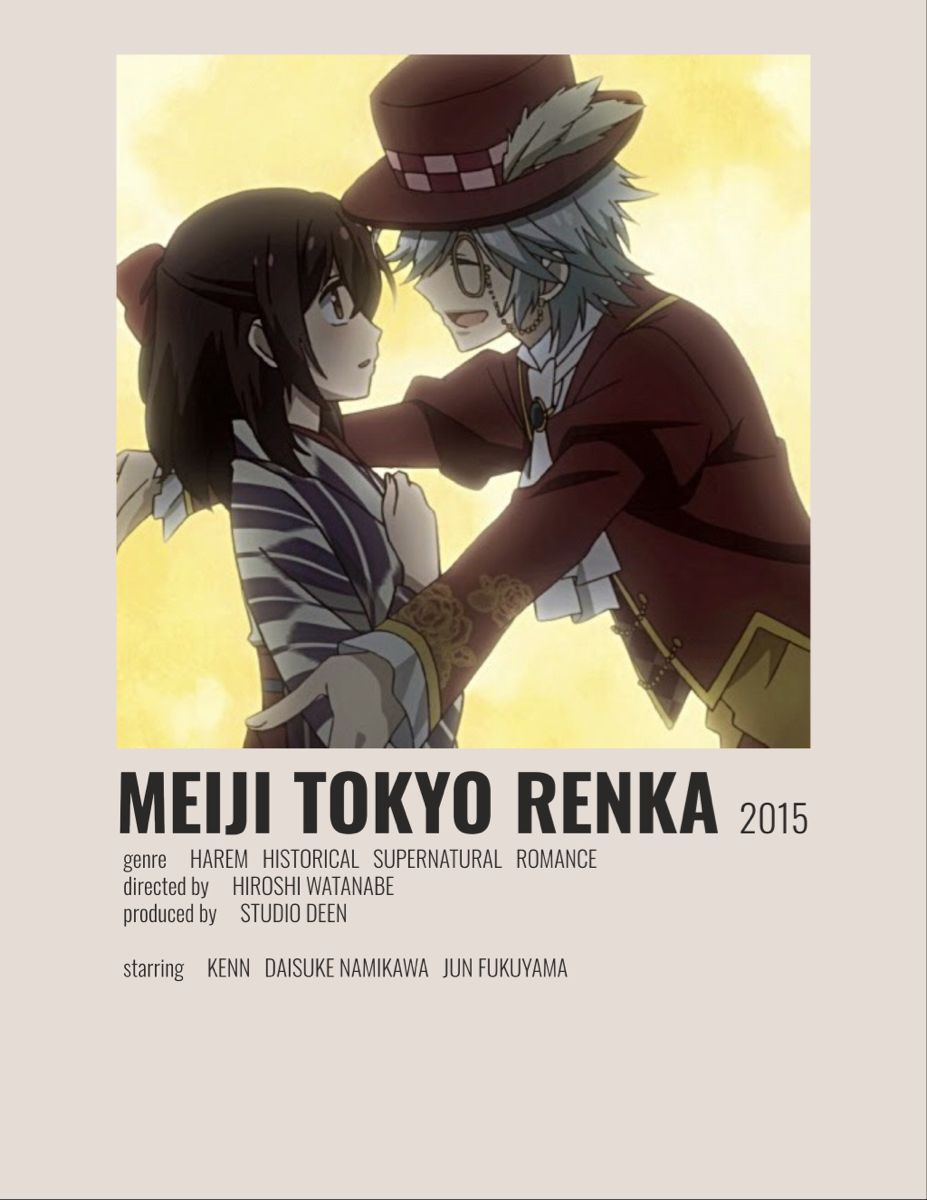 MEIJI TOKYO RENKA 2015
genre HAREM HISTORICAL SUPERNATURAL ROMANCE
directed by HIROSHI WATANABE
produced by STUDIO DEEN
starring KENN DAISUKE NAMIKAWA JUN FUKUYAMA